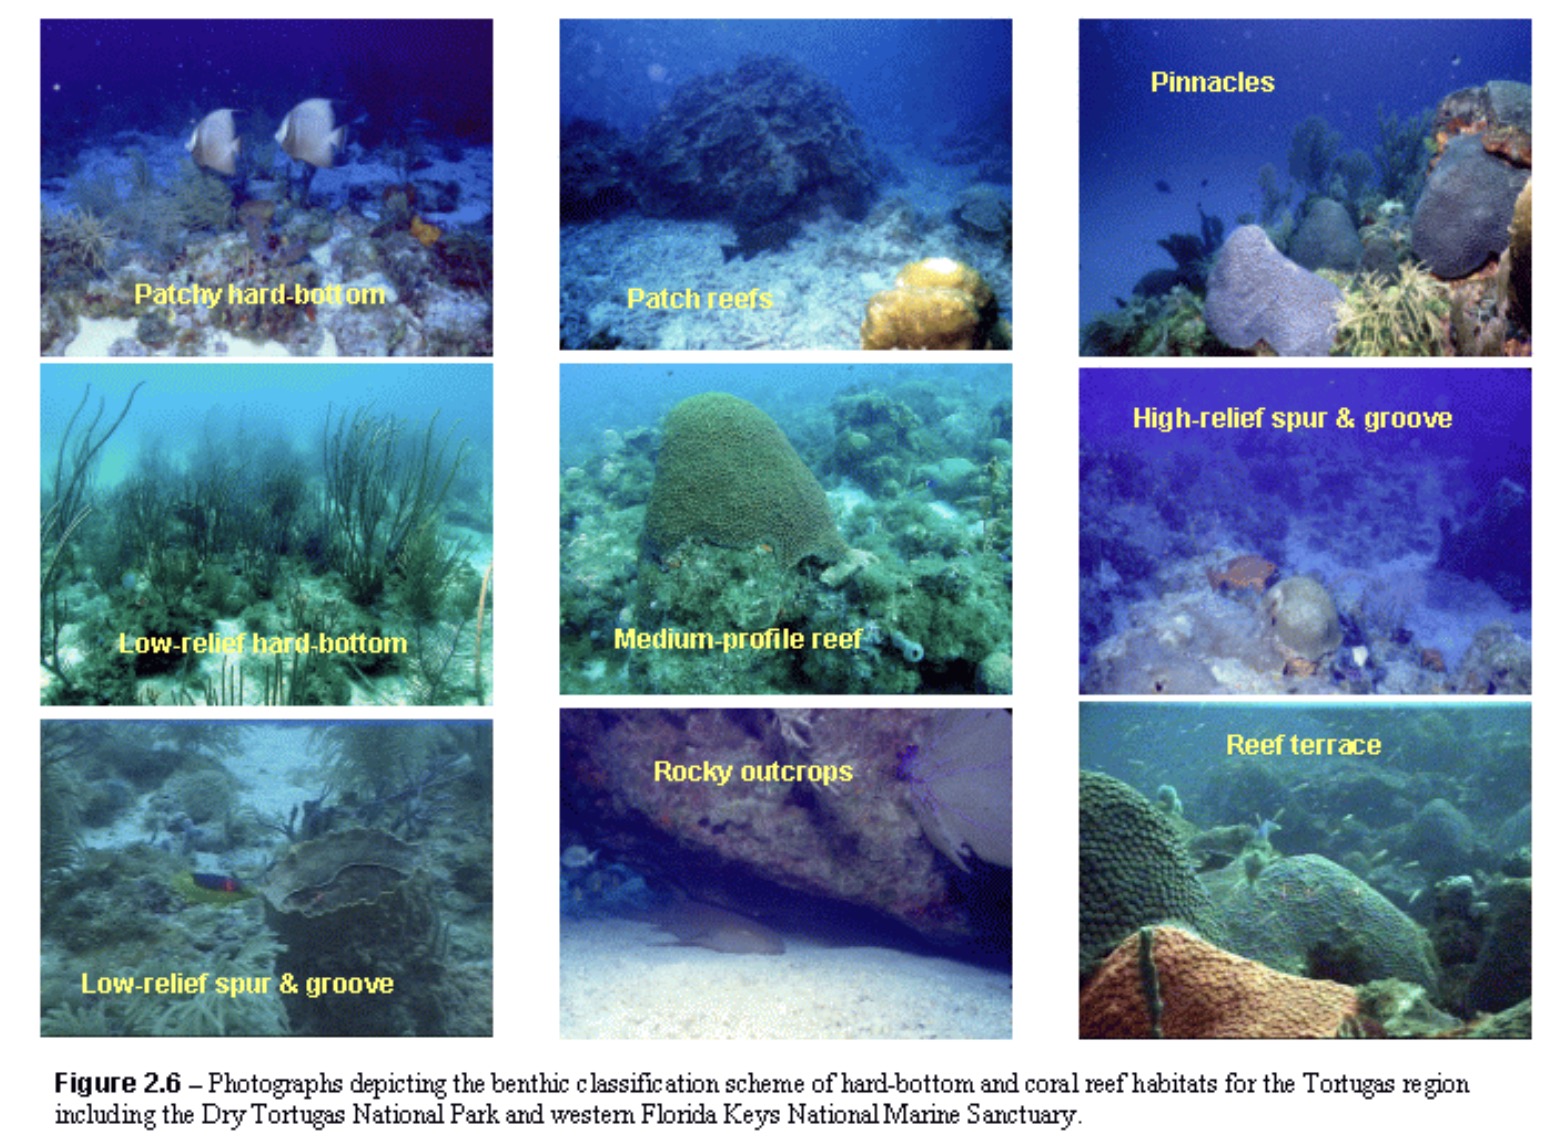 Patchy hard-bottom
Patch reefs
Pinnacles
Low-relief hard-bottom
Medium-profile reef
High-relief spur & groove
Low-relief spur & groove
Rocky outcrops
Reef terrace
Figure 2.6 – Photographs depicting the benthic classification scheme of hard-bottom and coral reef habitats for the Tortugas region
including the Dry Tortugas National Park and western Florida Keys National Marine Sanctuary.